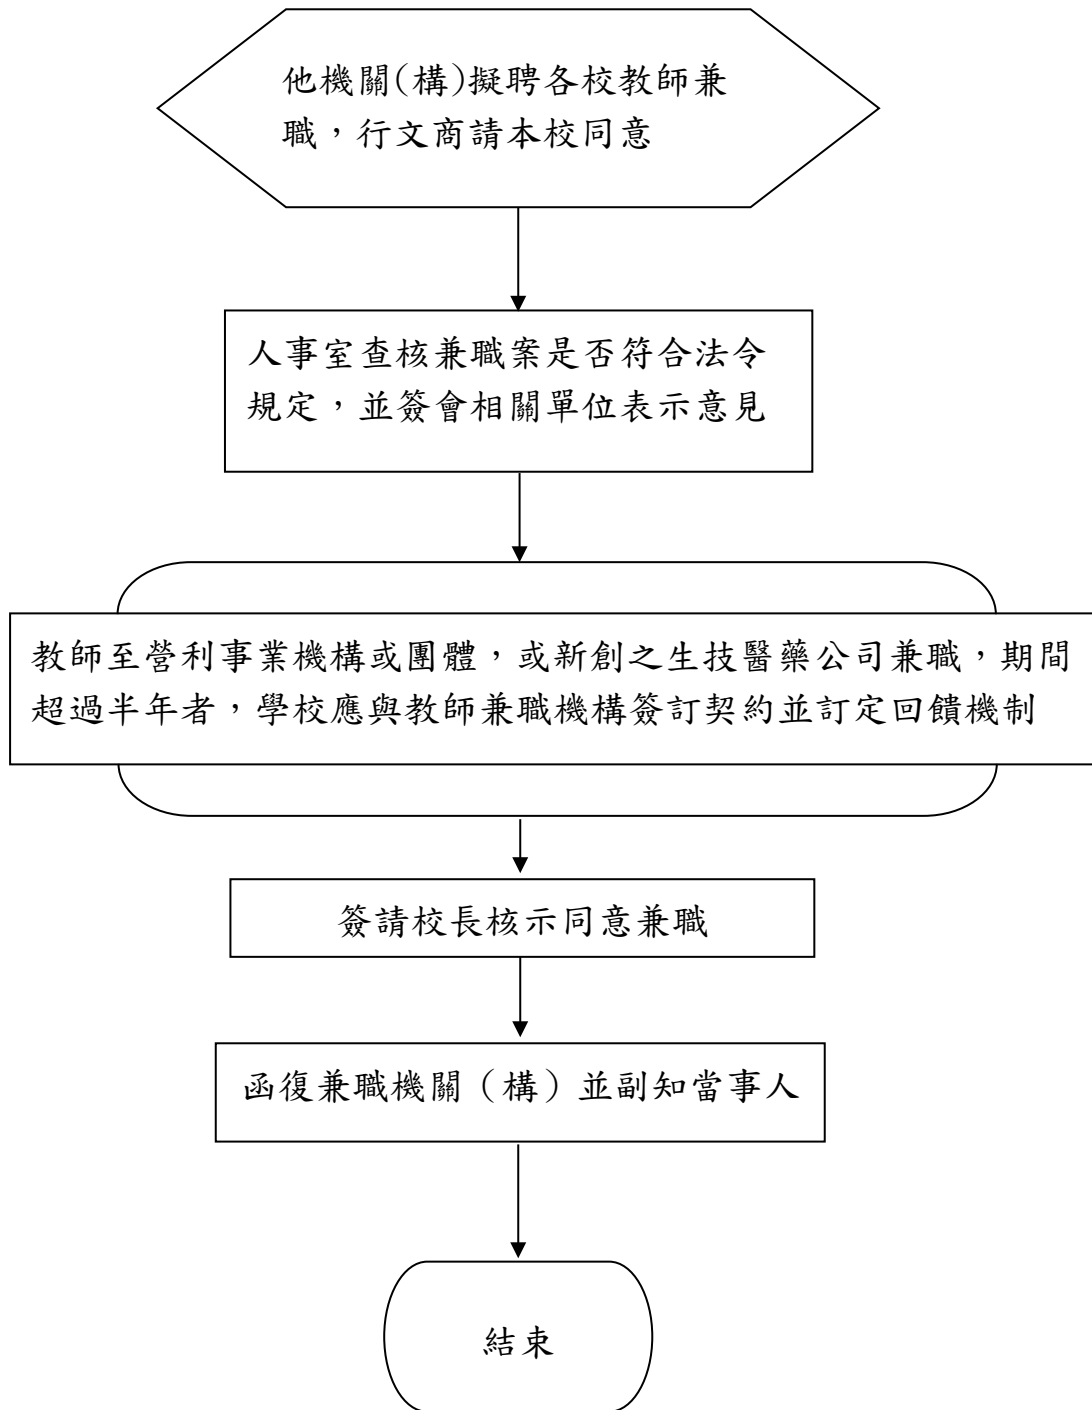 他機關(構)擬聘各校教師兼
職，行文商請本校同意
人事室查核兼職案是否符合法令
規定，並簽會相關單位表示意見
教師至營利事業機構或團體，或新創之生技醫藥公司兼職，期間
超過半年者，學校應與教師兼職機構簽訂契約並訂定回饋機制
簽請校長核示同意兼職
函復兼職機關（構）並副知當事人
結束